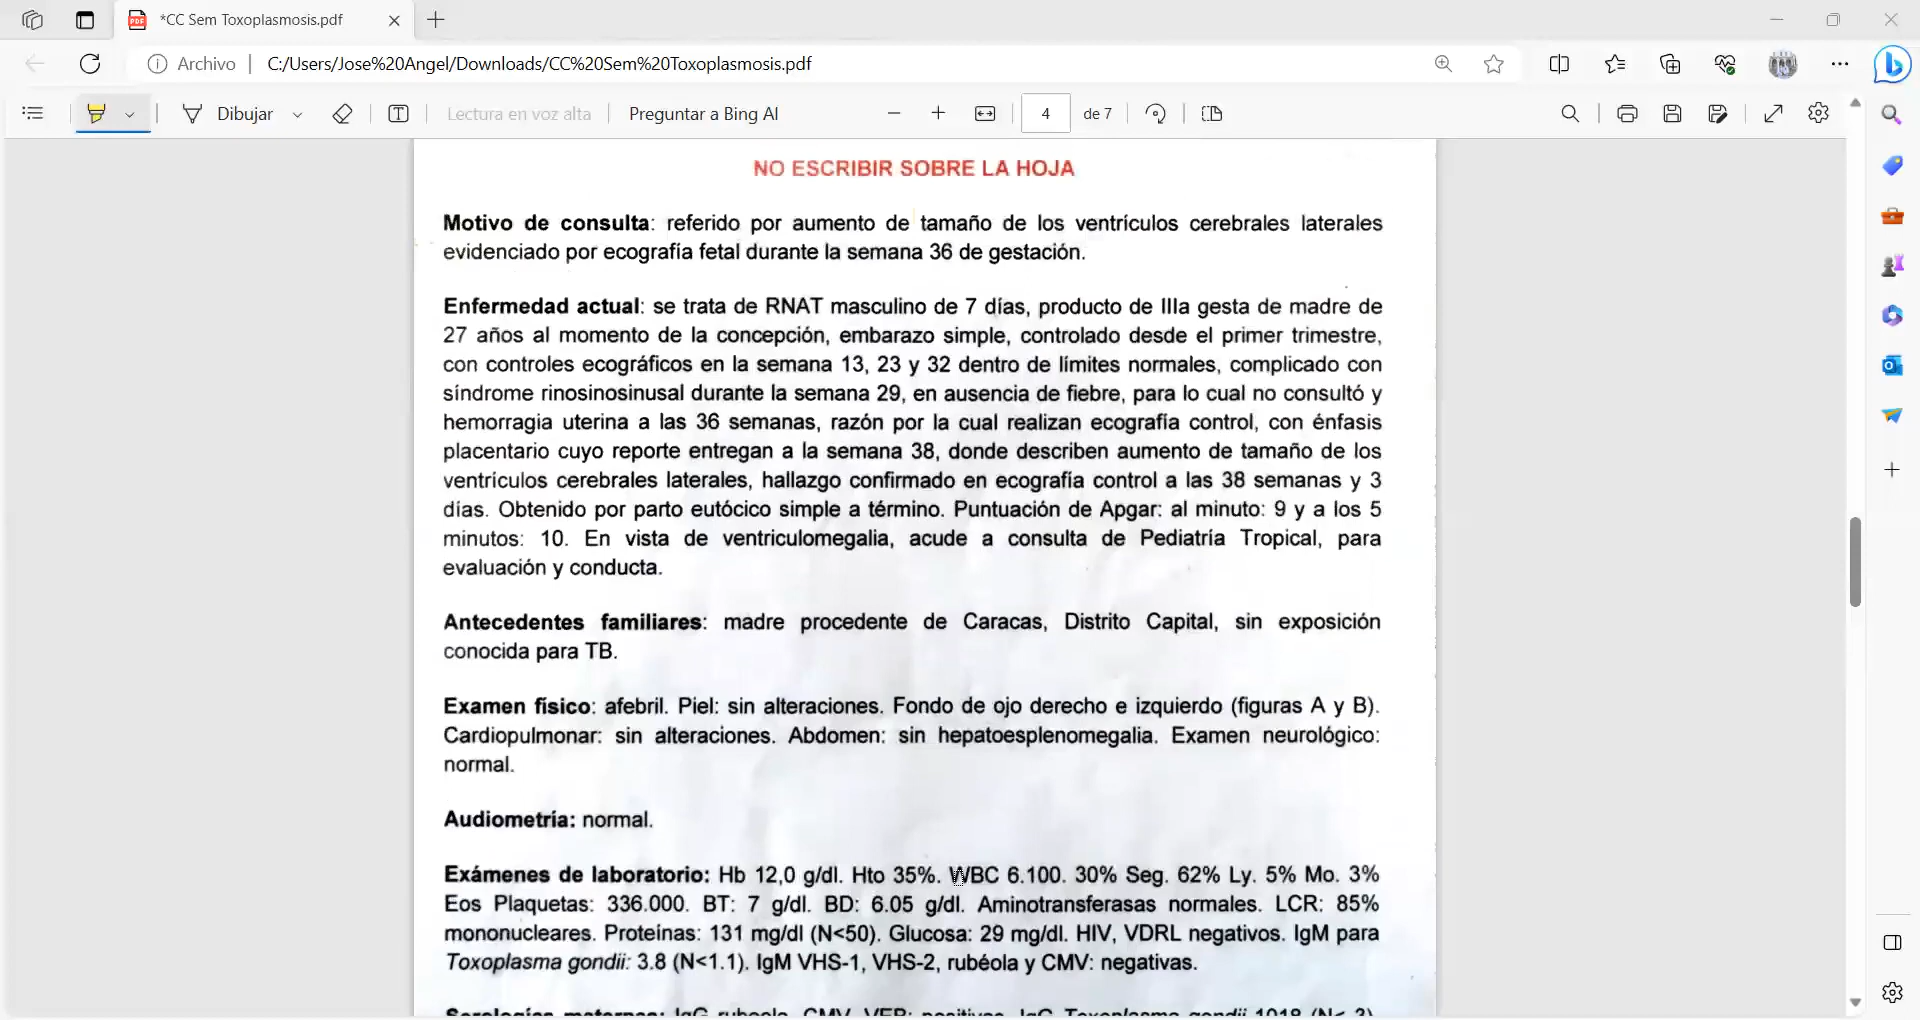 *CC Sem Toxoplasmosis.pdf
Archivo | C:/Users/Jose%20Angel/Downloads/CC%20Sem%20Toxoplasmosis.pdf
Dibujar Lectura en voz alta Preguntar a Bing AI 4 de 7
NO ESCRIBIR SOBRE LA HOJA
Motivo de consulta: referido por aumento de tamaño de los ventrículos cerebrales laterales
evidenciado por ecografía fetal durante la semana 36 de gestación.
Enfermedad actual: se trata de RNAT masculino de 7 días, producto de IIIa gesta de madre de
27 años al momento de la concepción, embarazo simple, controlado desde el primer trimestre,
con controles ecográficos en la semana 13, 23 y 32 dentro de límites normales, complicado con
síndrome rinosinosinusal durante la semana 29, en ausencia de fiebre, para lo cual no consultó y
hemorragia uterina a las 36 semanas, razón por la cual realizan ecografía control, con énfasis
placentario cuyo reporte entregan a la semana 38, donde describen aumento de tamaño de los
ventrículos cerebrales laterales, hallazgo confirmado en ecografía control a las 38 semanas y 3
días. Obtenido por parto eutócico simple a término. Puntuación de Apgar: al minuto: 9 y a los 5
minutos: 10. En vista de ventriculomegalia, acude a consulta de Pediatría Tropical, para
evaluación y conducta.
Antecedentes familiares: madre procedente de Caracas, Distrito Capital, sin exposición
conocida para TB.
Examen físico: afebril. Piel: sin alteraciones. Fondo de ojo derecho e izquierdo (figuras A y B).
Cardiopulmonar: sin alteraciones. Abdomen: sin hepatoesplenomegalia. Examen neurológico:
normal.
Audiometría: normal.
Exámenes de laboratorio: Hb 12,0 g/dl. Hto 35%. WBC 6.100. 30% Seg. 62% Ly. 5% Mo. 3%
Eos Plaquetas: 336.000. BT: 7 g/dl. BD: 6.05 g/dl. Aminotransferasas normales. LCR: 85%
mononucleares. Proteínas: 131 mg/dl (N<50). Glucosa: 29 mg/dl. HIV, VDRL negativos. IgM para
Toxoplasma gondii: 3.8 (N<1.1). IgM VHS-1, VHS-2, rubéola y CMV: negativas.
Serologías maternas: IgG rubeola, CMV, VEB: positivas. IgG Toxoplasma gondii 1018 (N< 3).